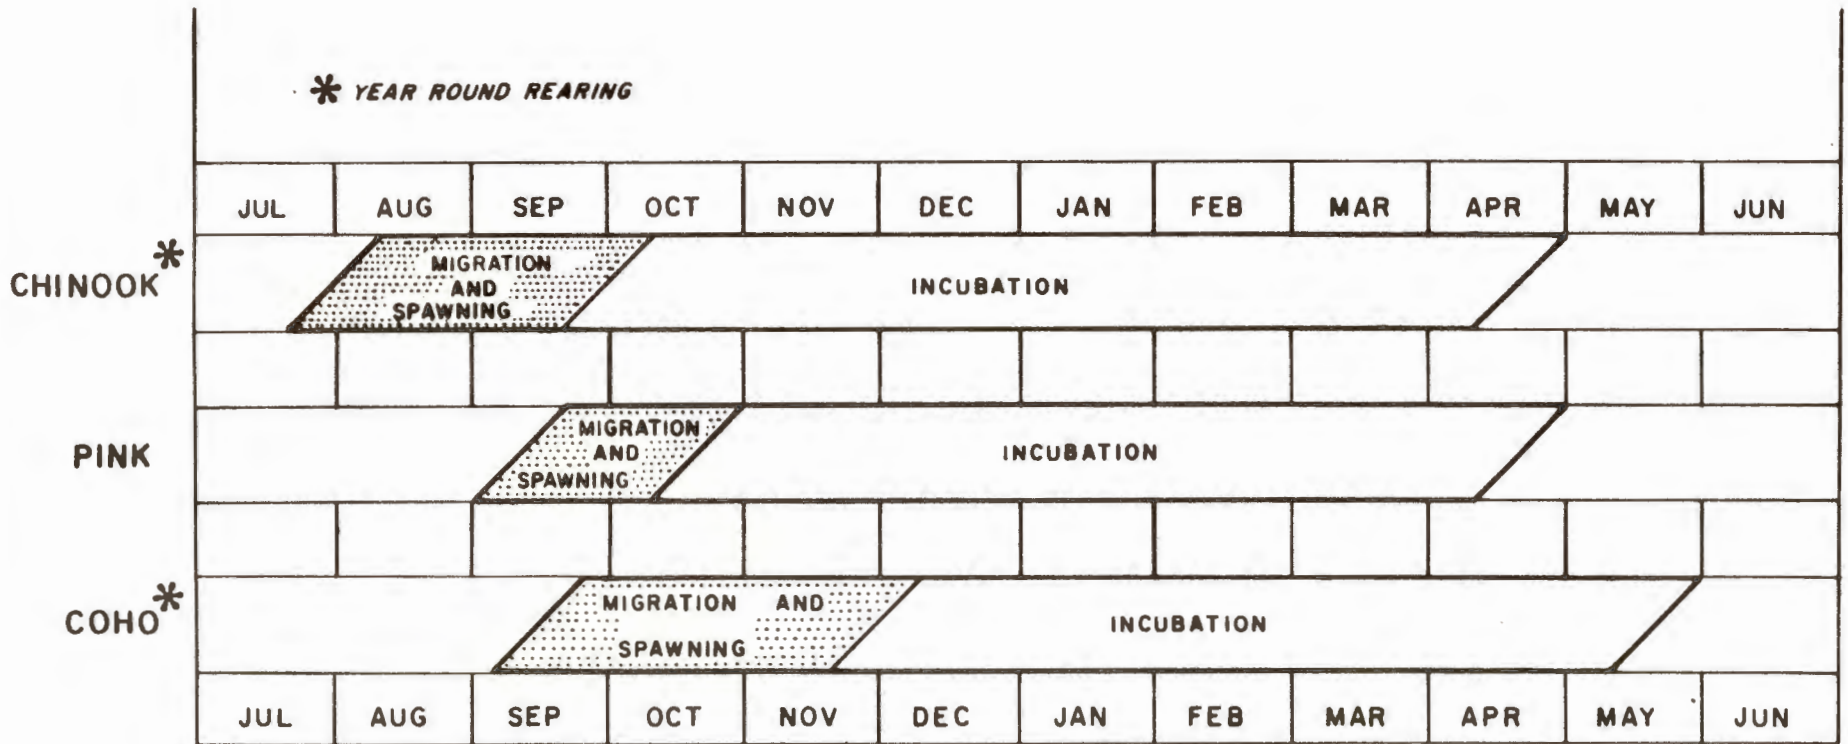 * YEAR ROUND REARING
JUL AUG SEP OCT NOV DEC JAN FEB MAR APR MAY JUN
CHINOOK*
MIGRATION
AND
SPAWNING
INCUBATION
PINK
MIGRATION
AND
SPAWNING
INCUBATION
COHO*
MIGRATION AND
SPAWNING
INCUBATION
JUL AUG SEP OCT NOV DEC JAN FEB MAR APR MAY JUN